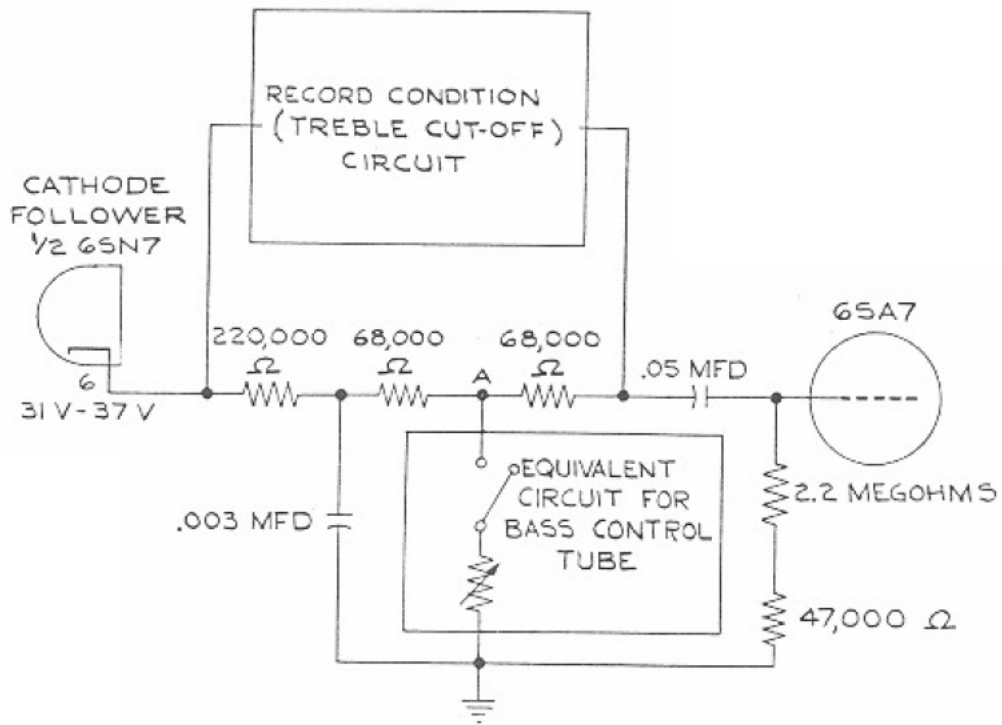 RECORD CONDITION
(TREBLE CUT-OFF)
CIRCUIT
CATHODE
FOLLOWER
1/2 6SN7
6
31 V - 37 V
220,000
Ω
68,000
Ω
A
68,000
Ω
.05 MFD
6SA7
.003 MFD
EQUIVALENT
CIRCUIT FOR
BASS CONTROL
TUBE
2.2 MEGOHMS
47,000 Ω